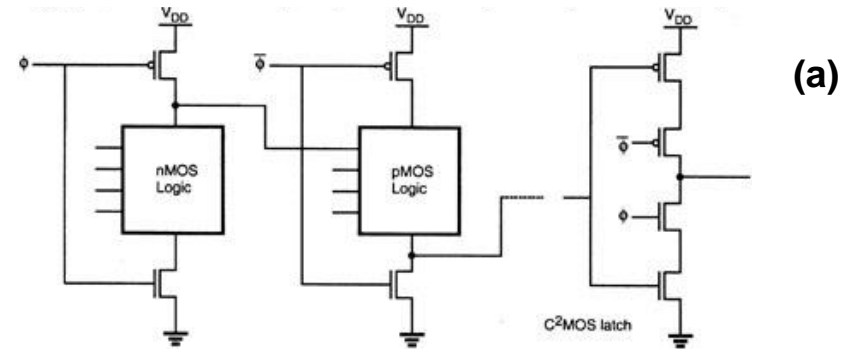 V_DD V_DD V_DD
ϕ ϕ̅ (a)
nMOS pMOS ϕ̅
Logic Logic
ϕ
C²MOS latch